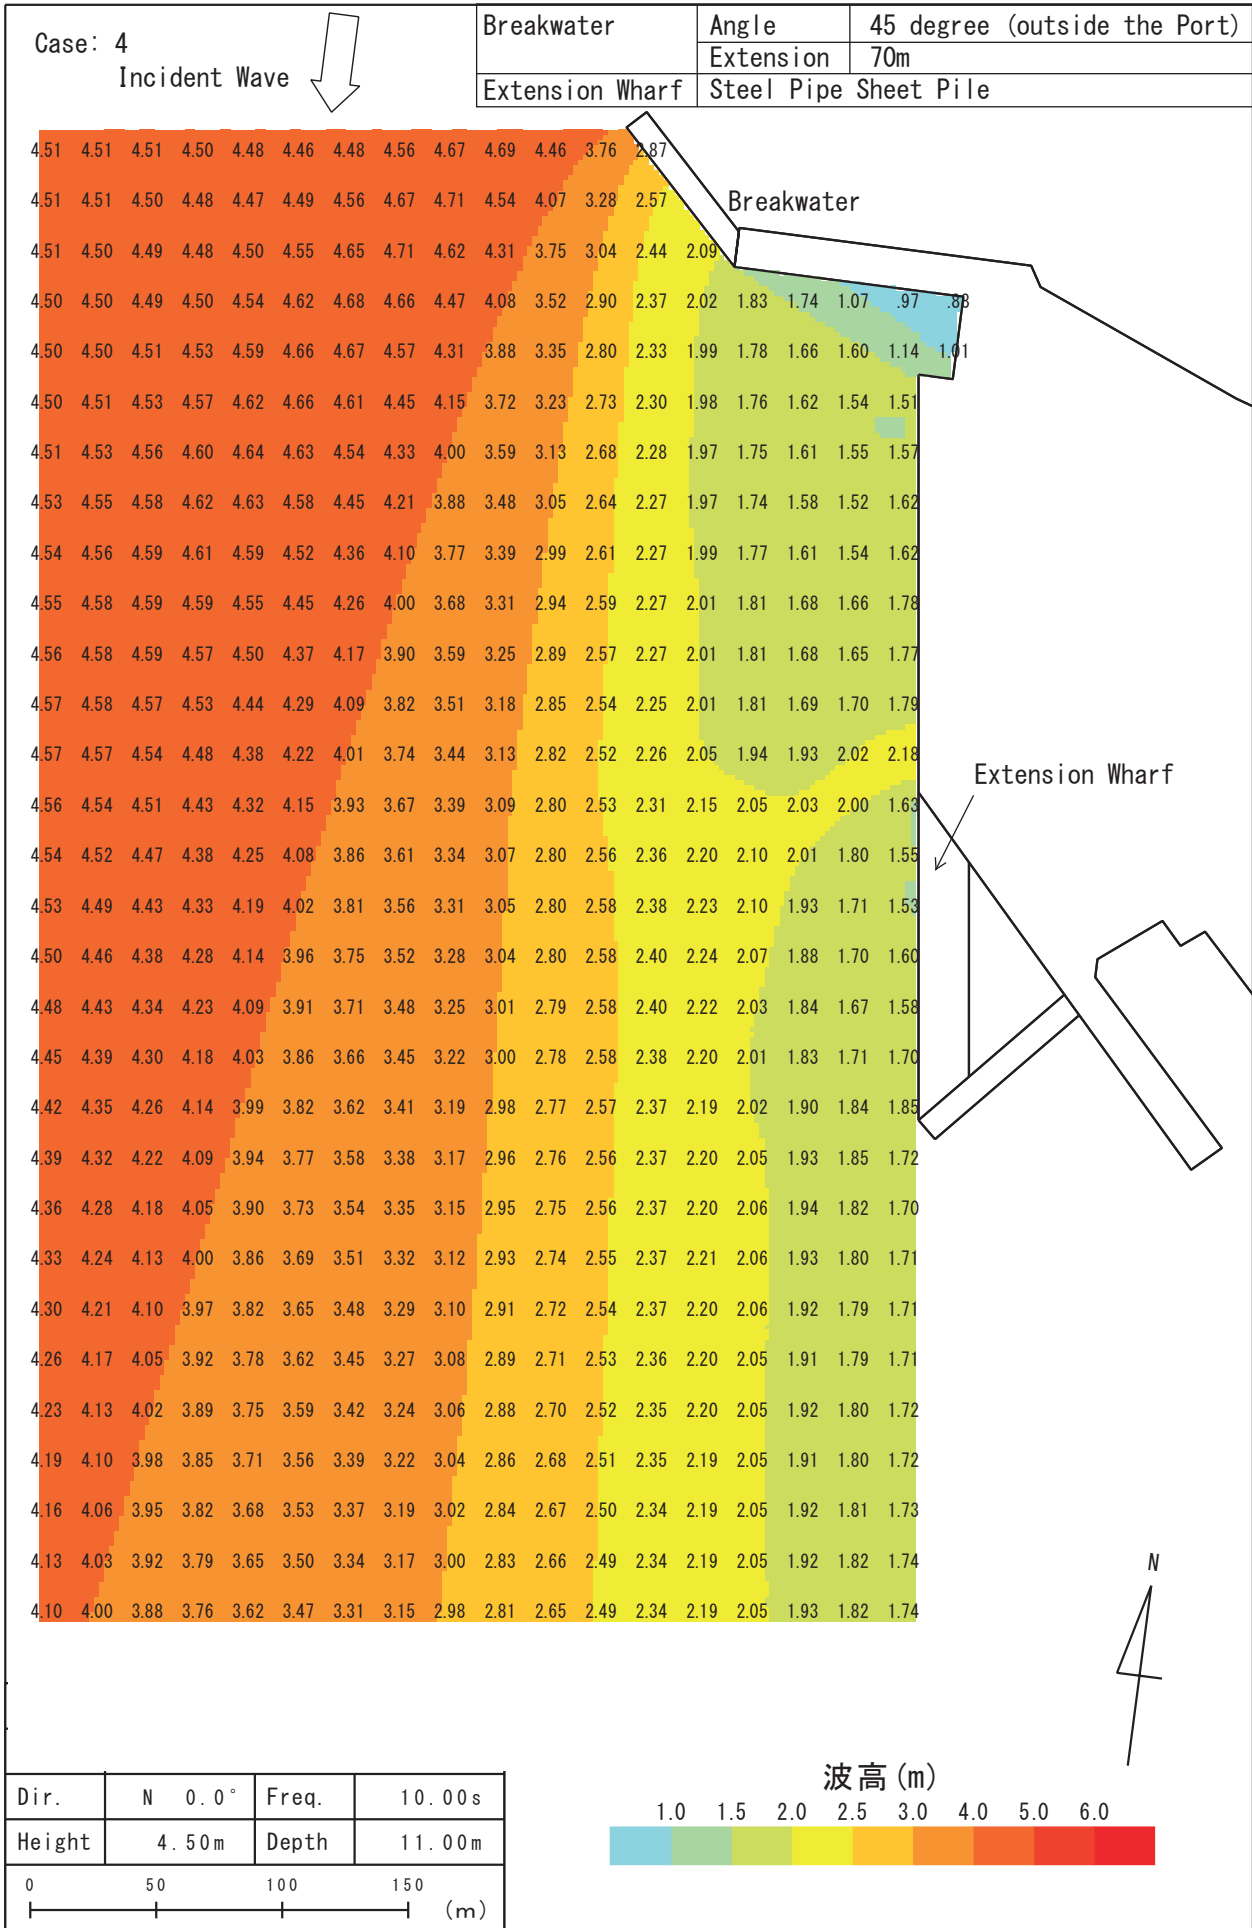 Case: 4
Incident Wave
Breakwater Angle 45 degree (outside the Port)
Extension 70m
Extension Wharf Steel Pipe Sheet Pile
4.51 4.51 4.51 4.50 4.48 4.46 4.48 4.56 4.67 4.69 4.46 3.76 2.87
4.51 4.51 4.50 4.48 4.47 4.49 4.56 4.67 4.71 4.54 4.07 3.28 2.57
Breakwater
4.51 4.50 4.49 4.48 4.50 4.55 4.65 4.71 4.62 4.31 3.75 3.04 2.44 2.09
4.50 4.50 4.49 4.50 4.54 4.62 4.68 4.66 4.47 4.08 3.52 2.90 2.37 2.02 1.83 1.74 1.07 .97 .88
4.50 4.50 4.51 4.53 4.59 4.66 4.67 4.57 4.31 3.88 3.35 2.80 2.33 1.99 1.78 1.66 1.60 1.14 1.01
4.50 4.51 4.53 4.57 4.62 4.66 4.61 4.45 4.15 3.72 3.23 2.73 2.30 1.98 1.76 1.62 1.54 1.51
4.51 4.53 4.56 4.60 4.64 4.63 4.54 4.33 4.00 3.59 3.13 2.68 2.28 1.97 1.75 1.61 1.55 1.57
4.53 4.55 4.58 4.62 4.63 4.58 4.45 4.21 3.88 3.48 3.05 2.64 2.27 1.97 1.74 1.58 1.52 1.62
4.54 4.56 4.59 4.61 4.59 4.52 4.36 4.10 3.77 3.39 2.99 2.61 2.27 1.99 1.77 1.61 1.54 1.62
4.55 4.58 4.59 4.59 4.55 4.45 4.26 4.00 3.68 3.31 2.94 2.59 2.27 2.01 1.81 1.68 1.66 1.78
4.56 4.58 4.59 4.57 4.50 4.37 4.17 3.90 3.59 3.25 2.89 2.57 2.27 2.01 1.81 1.68 1.65 1.77
4.57 4.58 4.57 4.53 4.44 4.29 4.09 3.82 3.51 3.18 2.85 2.54 2.25 2.01 1.81 1.69 1.70 1.79
4.57 4.57 4.54 4.48 4.38 4.22 4.01 3.74 3.44 3.13 2.82 2.52 2.26 2.05 1.94 1.93 2.02 2.18
Extension Wharf
4.56 4.54 4.51 4.43 4.32 4.15 3.93 3.67 3.39 3.09 2.80 2.53 2.31 2.15 2.05 2.03 2.00 1.63
4.54 4.52 4.47 4.38 4.25 4.08 3.86 3.61 3.34 3.07 2.80 2.56 2.36 2.20 2.10 2.01 1.80 1.55
4.53 4.49 4.43 4.33 4.19 4.02 3.81 3.56 3.31 3.05 2.80 2.58 2.38 2.23 2.10 1.93 1.71 1.53
4.50 4.46 4.38 4.28 4.14 3.96 3.75 3.52 3.28 3.04 2.80 2.58 2.40 2.24 2.07 1.88 1.70 1.60
4.48 4.43 4.34 4.23 4.09 3.91 3.71 3.48 3.25 3.01 2.79 2.58 2.40 2.22 2.03 1.84 1.67 1.58
4.45 4.39 4.30 4.18 4.03 3.86 3.66 3.45 3.22 3.00 2.78 2.58 2.38 2.20 2.01 1.83 1.71 1.70
4.42 4.35 4.26 4.14 3.99 3.82 3.62 3.41 3.19 2.98 2.77 2.57 2.37 2.19 2.02 1.90 1.84 1.85
4.39 4.32 4.22 4.09 3.94 3.77 3.58 3.38 3.17 2.96 2.76 2.56 2.37 2.20 2.05 1.93 1.85 1.72
4.36 4.28 4.18 4.05 3.90 3.73 3.54 3.35 3.15 2.95 2.75 2.56 2.37 2.20 2.06 1.94 1.82 1.70
4.33 4.24 4.13 4.00 3.86 3.69 3.51 3.32 3.12 2.93 2.74 2.55 2.37 2.21 2.06 1.93 1.80 1.71
4.30 4.21 4.10 3.97 3.82 3.65 3.48 3.29 3.10 2.91 2.72 2.54 2.37 2.20 2.06 1.92 1.79 1.71
4.26 4.17 4.05 3.92 3.78 3.62 3.45 3.27 3.08 2.89 2.71 2.53 2.36 2.20 2.05 1.91 1.79 1.71
4.23 4.13 4.02 3.89 3.75 3.59 3.42 3.24 3.06 2.88 2.70 2.52 2.35 2.20 2.05 1.92 1.80 1.72
4.19 4.10 3.98 3.85 3.71 3.56 3.39 3.22 3.04 2.86 2.68 2.51 2.35 2.19 2.05 1.91 1.80 1.72
4.16 4.06 3.95 3.82 3.68 3.53 3.37 3.19 3.02 2.84 2.67 2.50 2.34 2.19 2.05 1.92 1.81 1.73
4.13 4.03 3.92 3.79 3.65 3.50 3.34 3.17 3.00 2.83 2.66 2.49 2.34 2.19 2.05 1.92 1.82 1.74
4.10 4.00 3.88 3.76 3.62 3.47 3.31 3.15 2.98 2.81 2.65 2.49 2.34 2.19 2.05 1.93 1.82 1.74
N
Dir. N 0.0° Freq. 10.00s
Height 4.50m Depth 11.00m
0 50 100 150 (m)
波高(m)
1.0 1.5 2.0 2.5 3.0 4.0 5.0 6.0